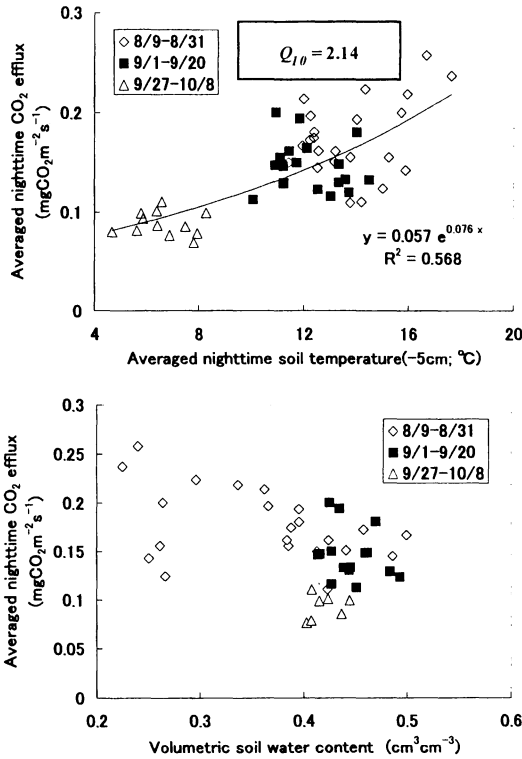 Averaged nighttime CO2 efflux
(mgCO2m−2s−1)
0.3
0.2
0.1
0
◇ 8/9−8/31
■ 9/1−9/20
△ 9/27−10/8
Q10 = 2.14
y = 0.057 e0.076 x
R2 = 0.568
4 8 12 16 20
Averaged nighttime soil temperature(−5cm; ℃)
Averaged nighttime CO2 efflux
(mgCO2m−2s−1)
0.3
0.25
0.2
0.15
0.1
0.05
0
◇ 8/9−8/31
■ 9/1−9/20
△ 9/27−10/8
0.2 0.3 0.4 0.5 0.6
Volumetric soil water content (cm3cm−3)